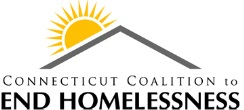 CONNECTICUT COALITION to
END HOMELESSNESS